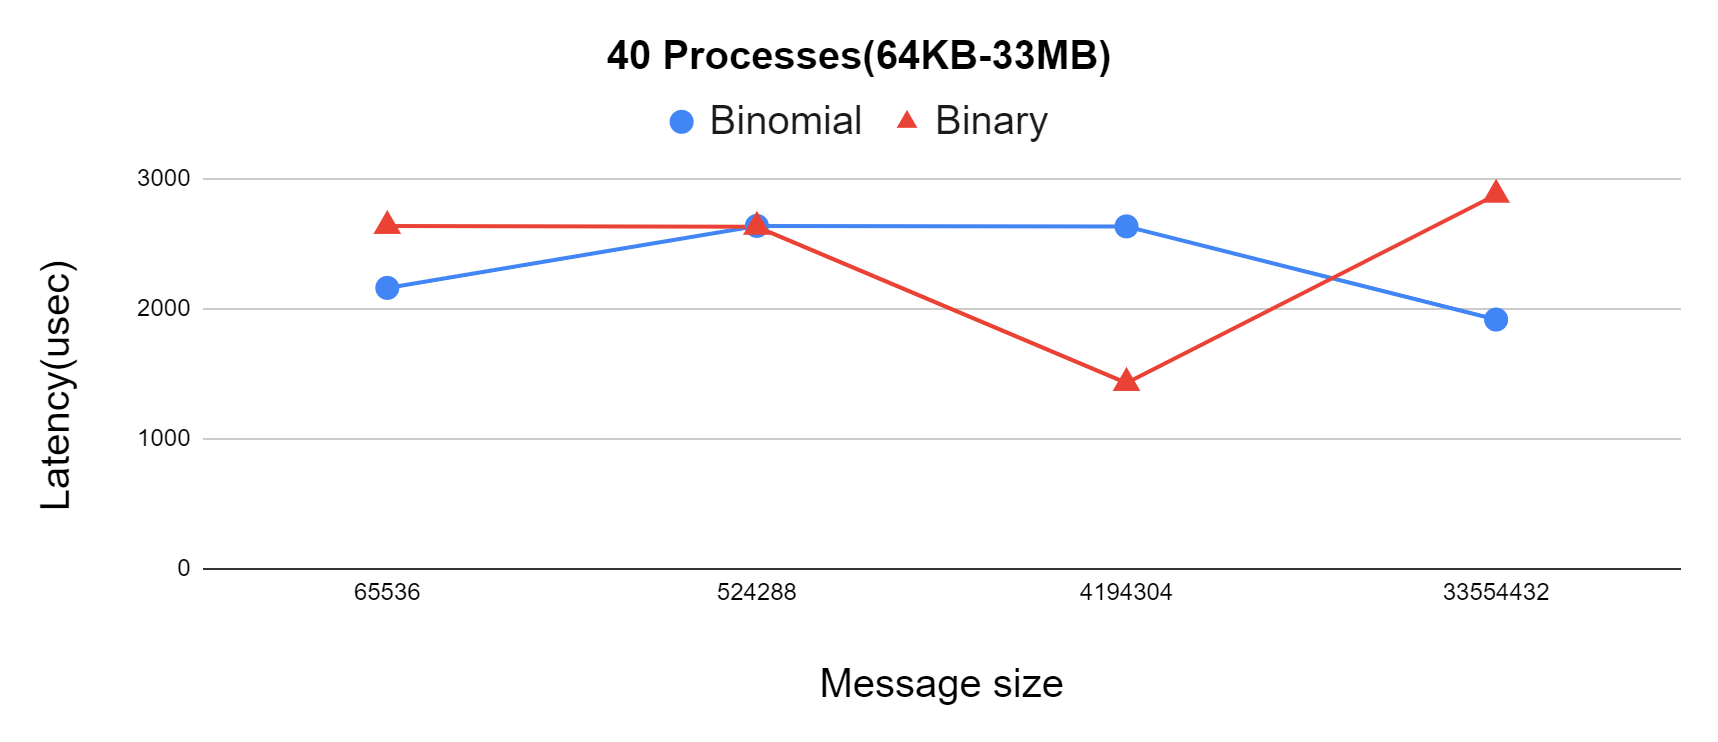 40 Processes(64KB-33MB)
Binomial Binary
3000
2000
1000
0
Latency(usec)
65536 524288 4194304 33554432
Message size